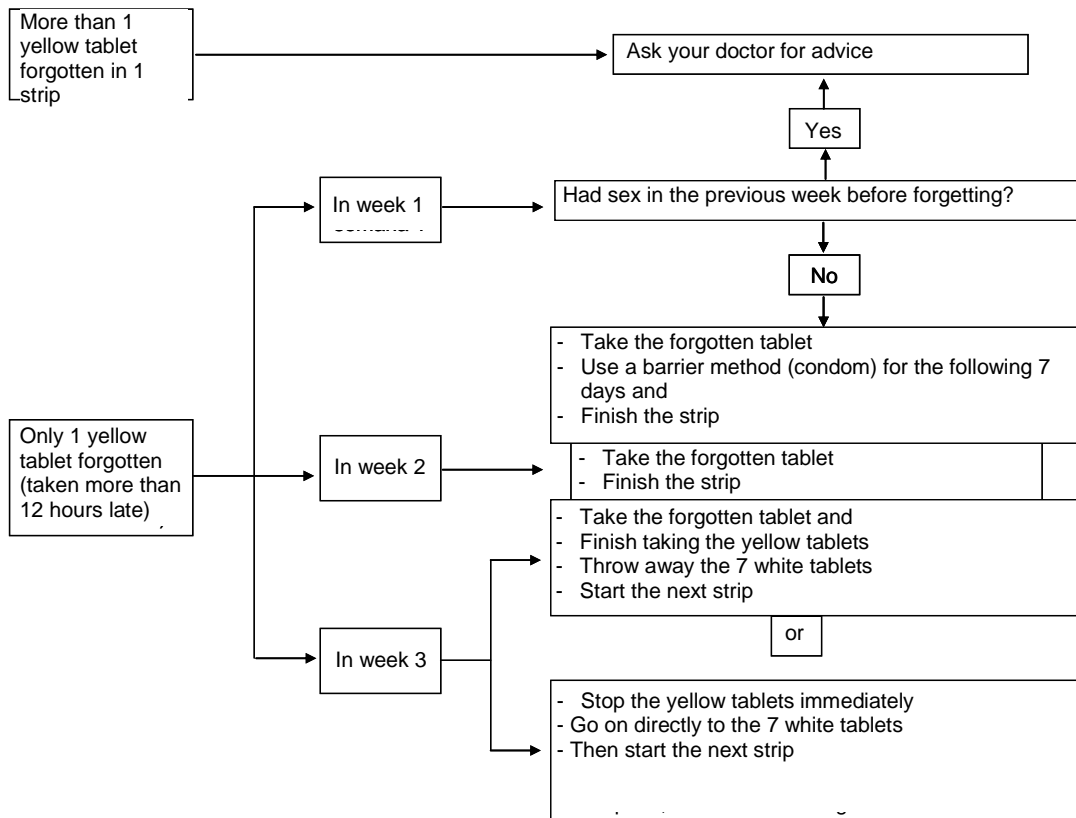 More than 1
yellow tablet
forgotten in 1
strip
Ask your doctor for advice
Yes
In week 1
Had sex in the previous week before forgetting?
No
- Take the forgotten tablet
- Use a barrier method (condom) for the following 7
days and
- Finish the strip
Only 1 yellow
tablet forgotten
(taken more than
12 hours late)
In week 2
- Take the forgotten tablet
- Finish the strip
- Take the forgotten tablet and
- Finish taking the yellow tablets
- Throw away the 7 white tablets
- Start the next strip
or
In week 3
- Stop the yellow tablets immediately
- Go on directly to the 7 white tablets
- Then start the next strip